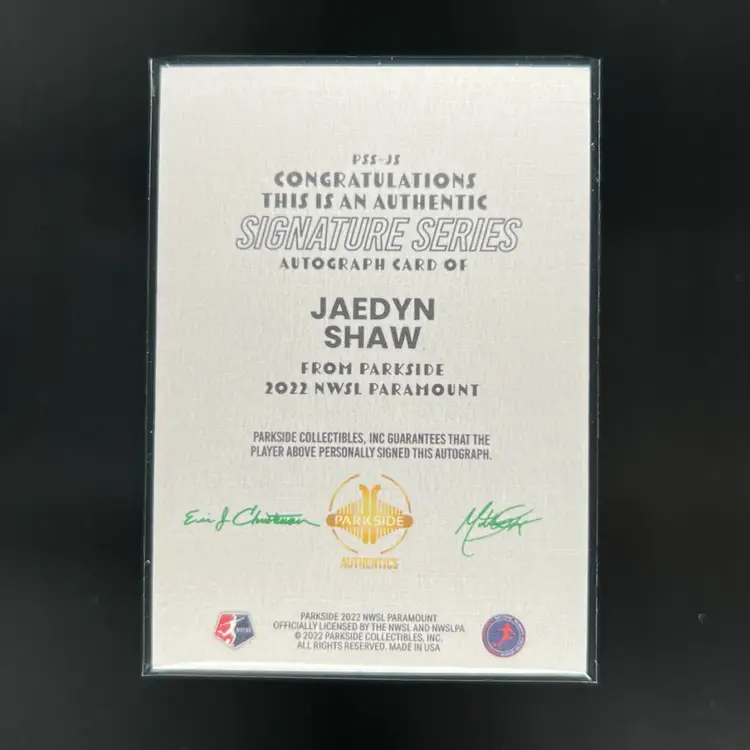 PSS-JS
CONGRATULATIONS
THIS IS AN AUTHENTIC
SIGNATURE SERIES
AUTOGRAPH CARD OF
JAEDYN
SHAW
FROM PARKSIDE
2022 NWSL PARAMOUNT
PARKSIDE COLLECTIBLES, INC GUARANTEES THAT THE
PLAYER ABOVE PERSONALLY SIGNED THIS AUTOGRAPH.
PARKSIDE
AUTHENTICS
PARKSIDE 2022 NWSL PARAMOUNT
OFFICIALLY LICENSED BY THE NWSL AND NWSLPA
© 2022 PARKSIDE COLLECTIBLES, INC.
ALL RIGHTS RESERVED. MADE IN USA